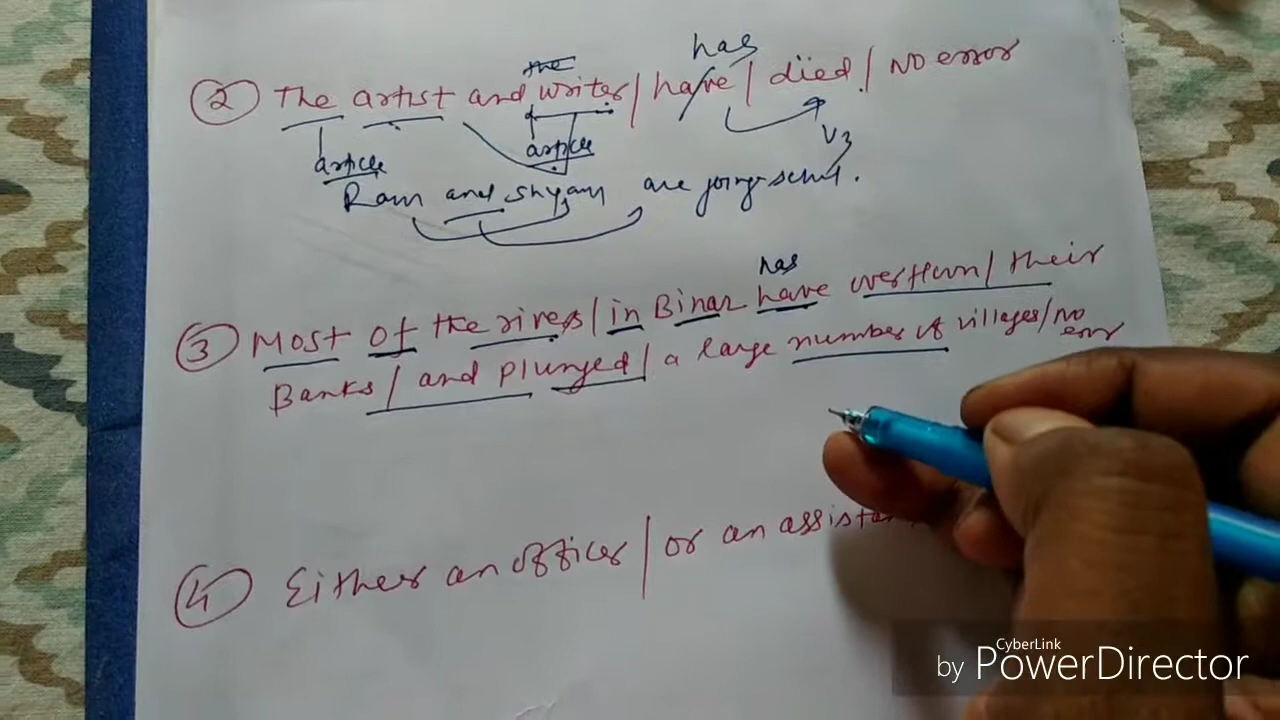 the has
② The artist and writer / have / died / No error
article article V3
Ram and Shyam are going school.
has
③ Most of the rivers / in Bihar have overflown / their
Banks / and plunged / a large number of villages / no error
④ Either an officer / or an assistan
CyberLink
by PowerDirector